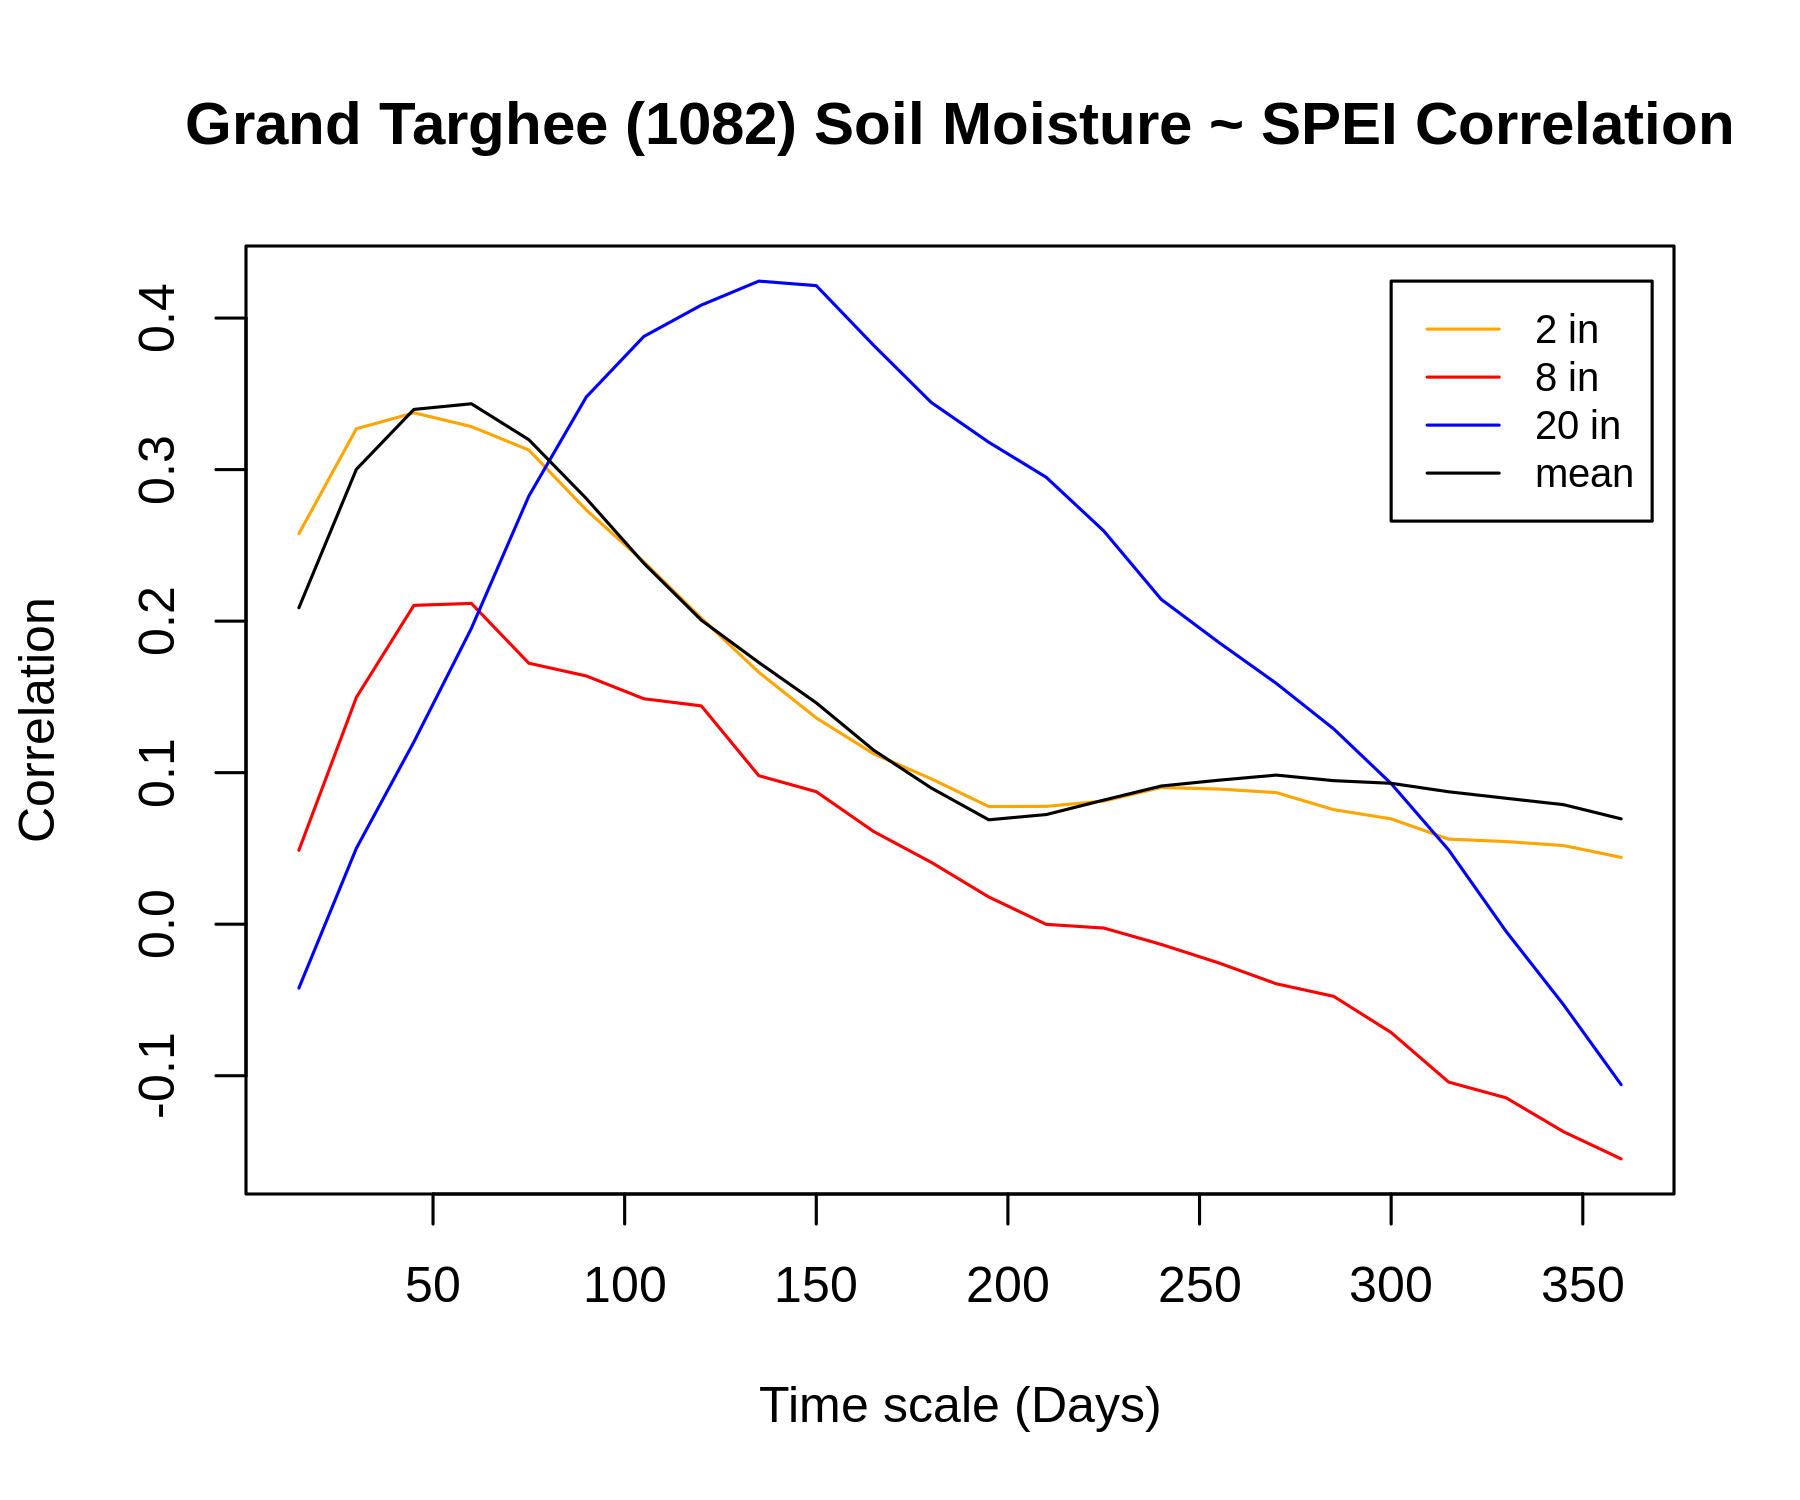 Grand Targhee (1082) Soil Moisture ~ SPEI Correlation
0.4
0.3
0.2
0.1
0.0
-0.1
Correlation
2 in
8 in
20 in
mean
50 100 150 200 250 300 350
Time scale (Days)